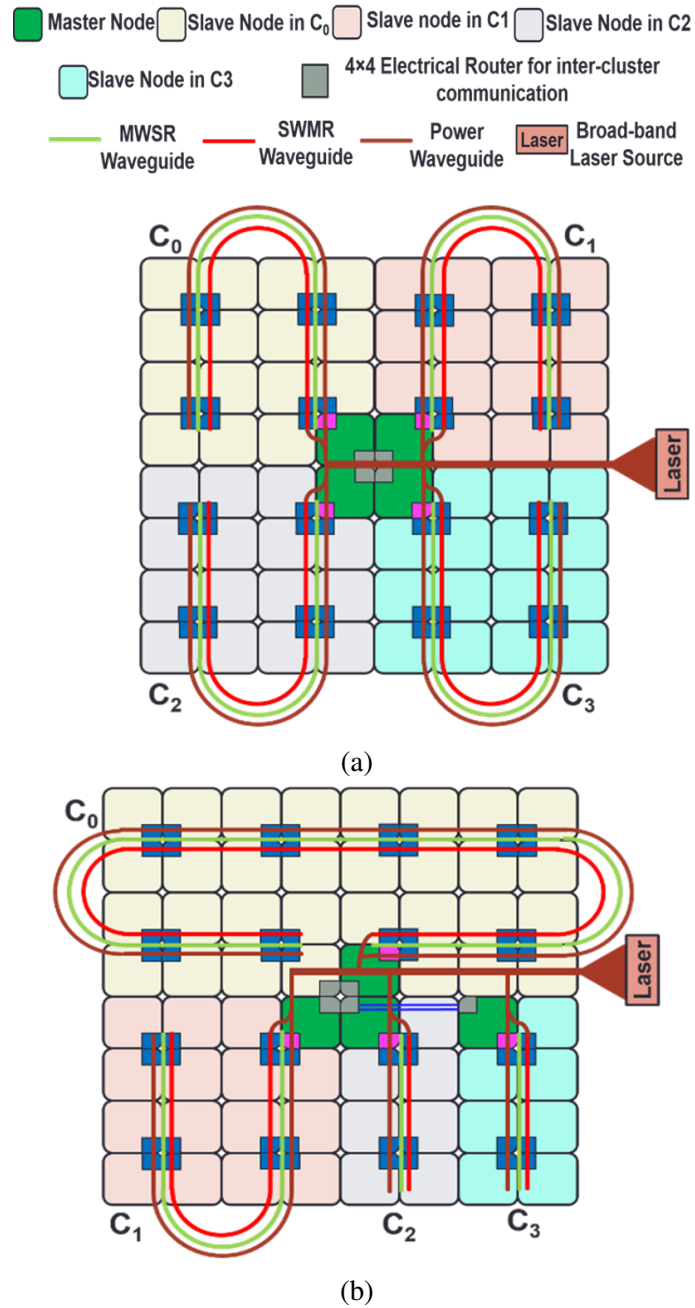 Master Node
Slave Node in C0
Slave node in C1
Slave Node in C2
Slave Node in C3
4×4 Electrical Router for inter-cluster
communication
MWSR
Waveguide
SWMR
Waveguide
Power
Waveguide
Laser
Broad-band
Laser Source
C0
C1
Laser
C2
C3
(a)
C0
Laser
C1
C2
C3
(b)